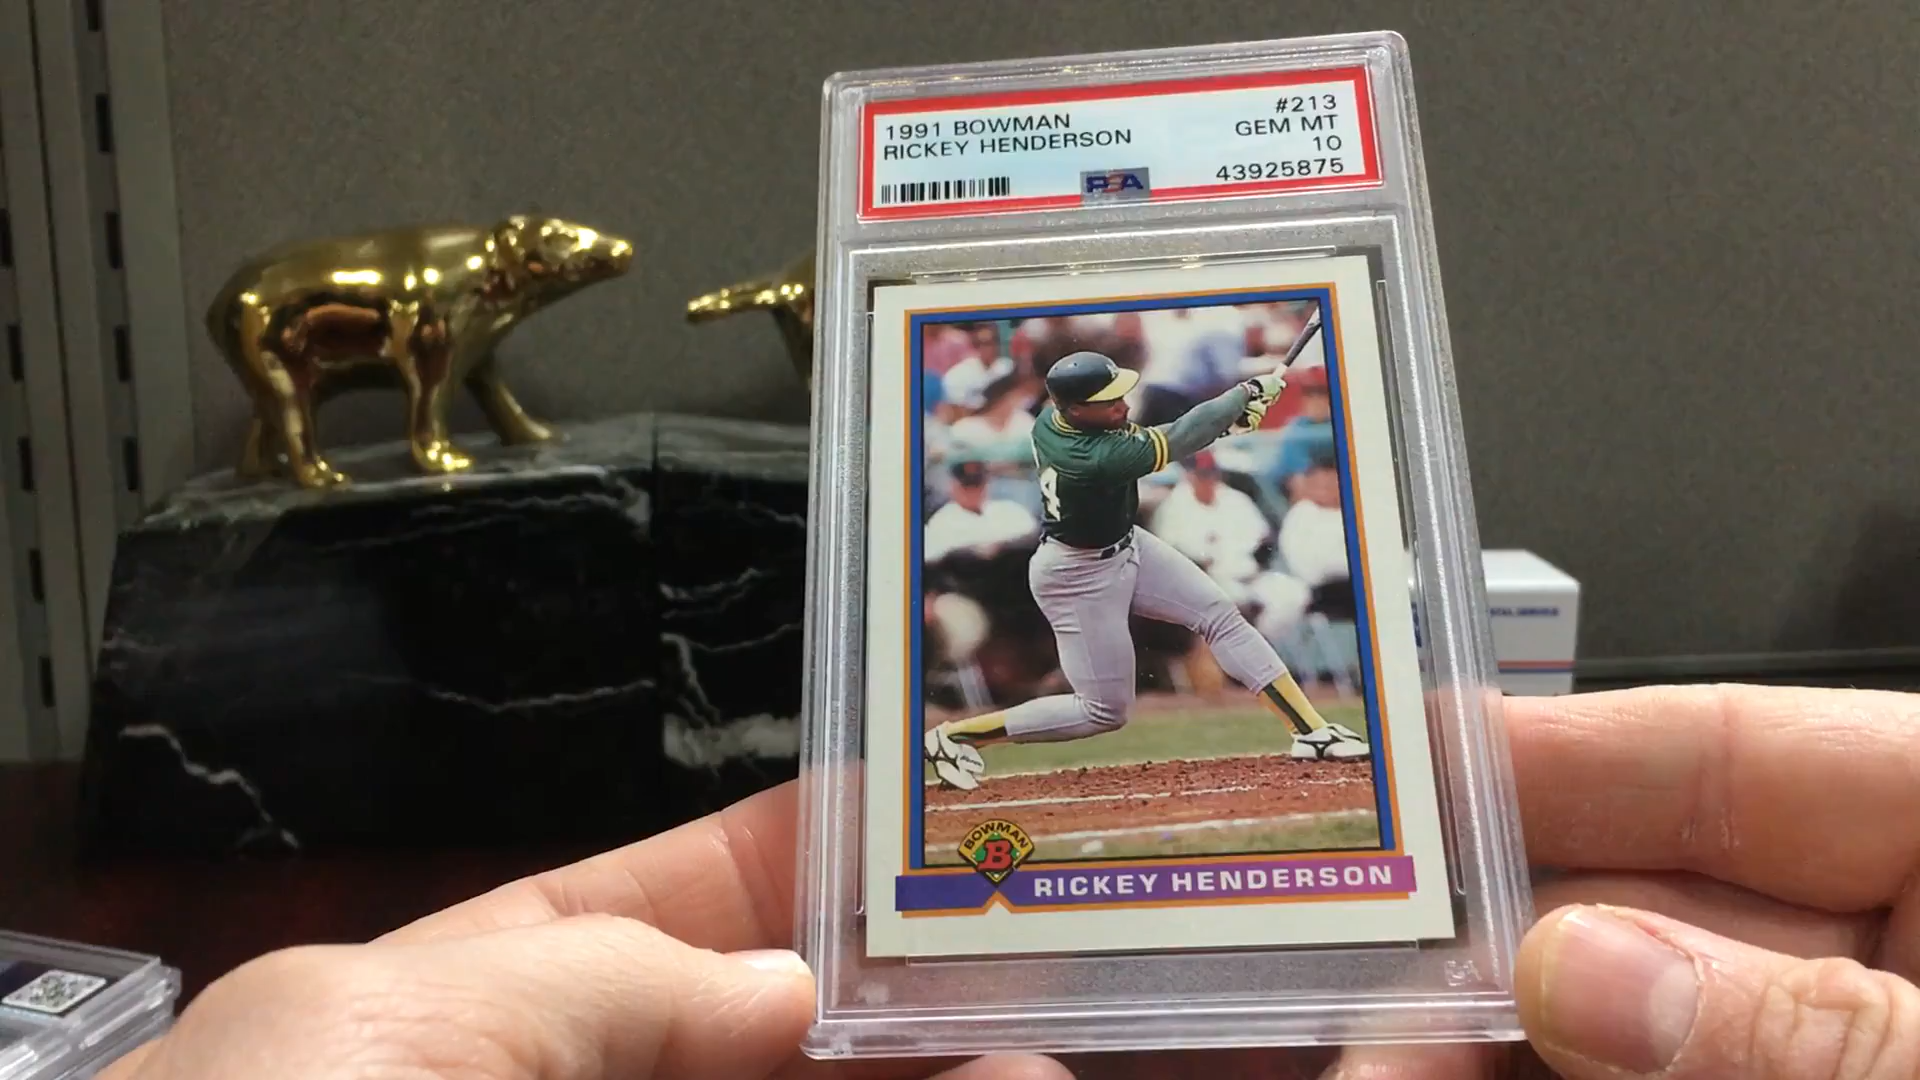 1991 BOWMAN
RICKEY HENDERSON
#213
GEM MT
10
43925875
PSA
BOWMAN
B
RICKEY HENDERSON